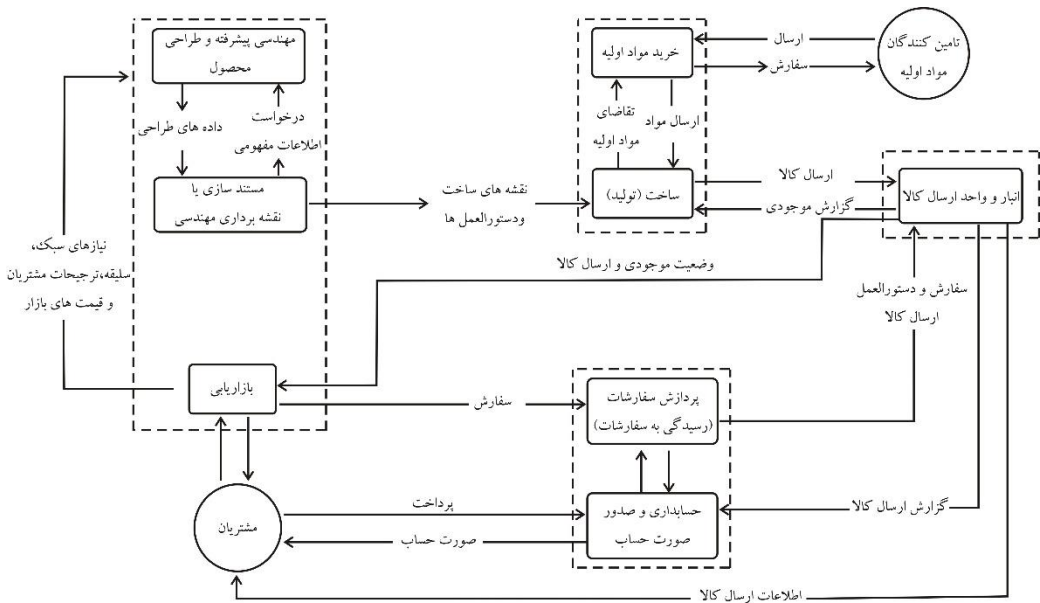 مهندسی پیشرفته و طراحی
محصول
داده های طراحی
درخواست
اطلاعات مفهومی
مستند سازی یا
نقشه برداری مهندسی
نیازهای سبک،
سلیقه،ترجیحات مشتریان
و قیمت های بازار
بازاریابی
مشتریان
نقشه های ساخت
ودستورالعمل ها
خرید مواد اولیه
ارسال
سفارش
تامین کنندگان
مواد اولیه
تقاضای
مواد اولیه
ارسال مواد
ساخت (تولید)
ارسال کالا
گزارش موجودی
انبار و واحد ارسال کالا
وضعیت موجودی و ارسال کالا
سفارش و دستورالعمل
ارسال کالا
سفارش
پردازش سفارشات
(رسیدگی به سفارشات)
حسابداری و صدور
صورت حساب
پرداخت
صورت حساب
گزارش ارسال کالا
اطلاعات ارسال کالا